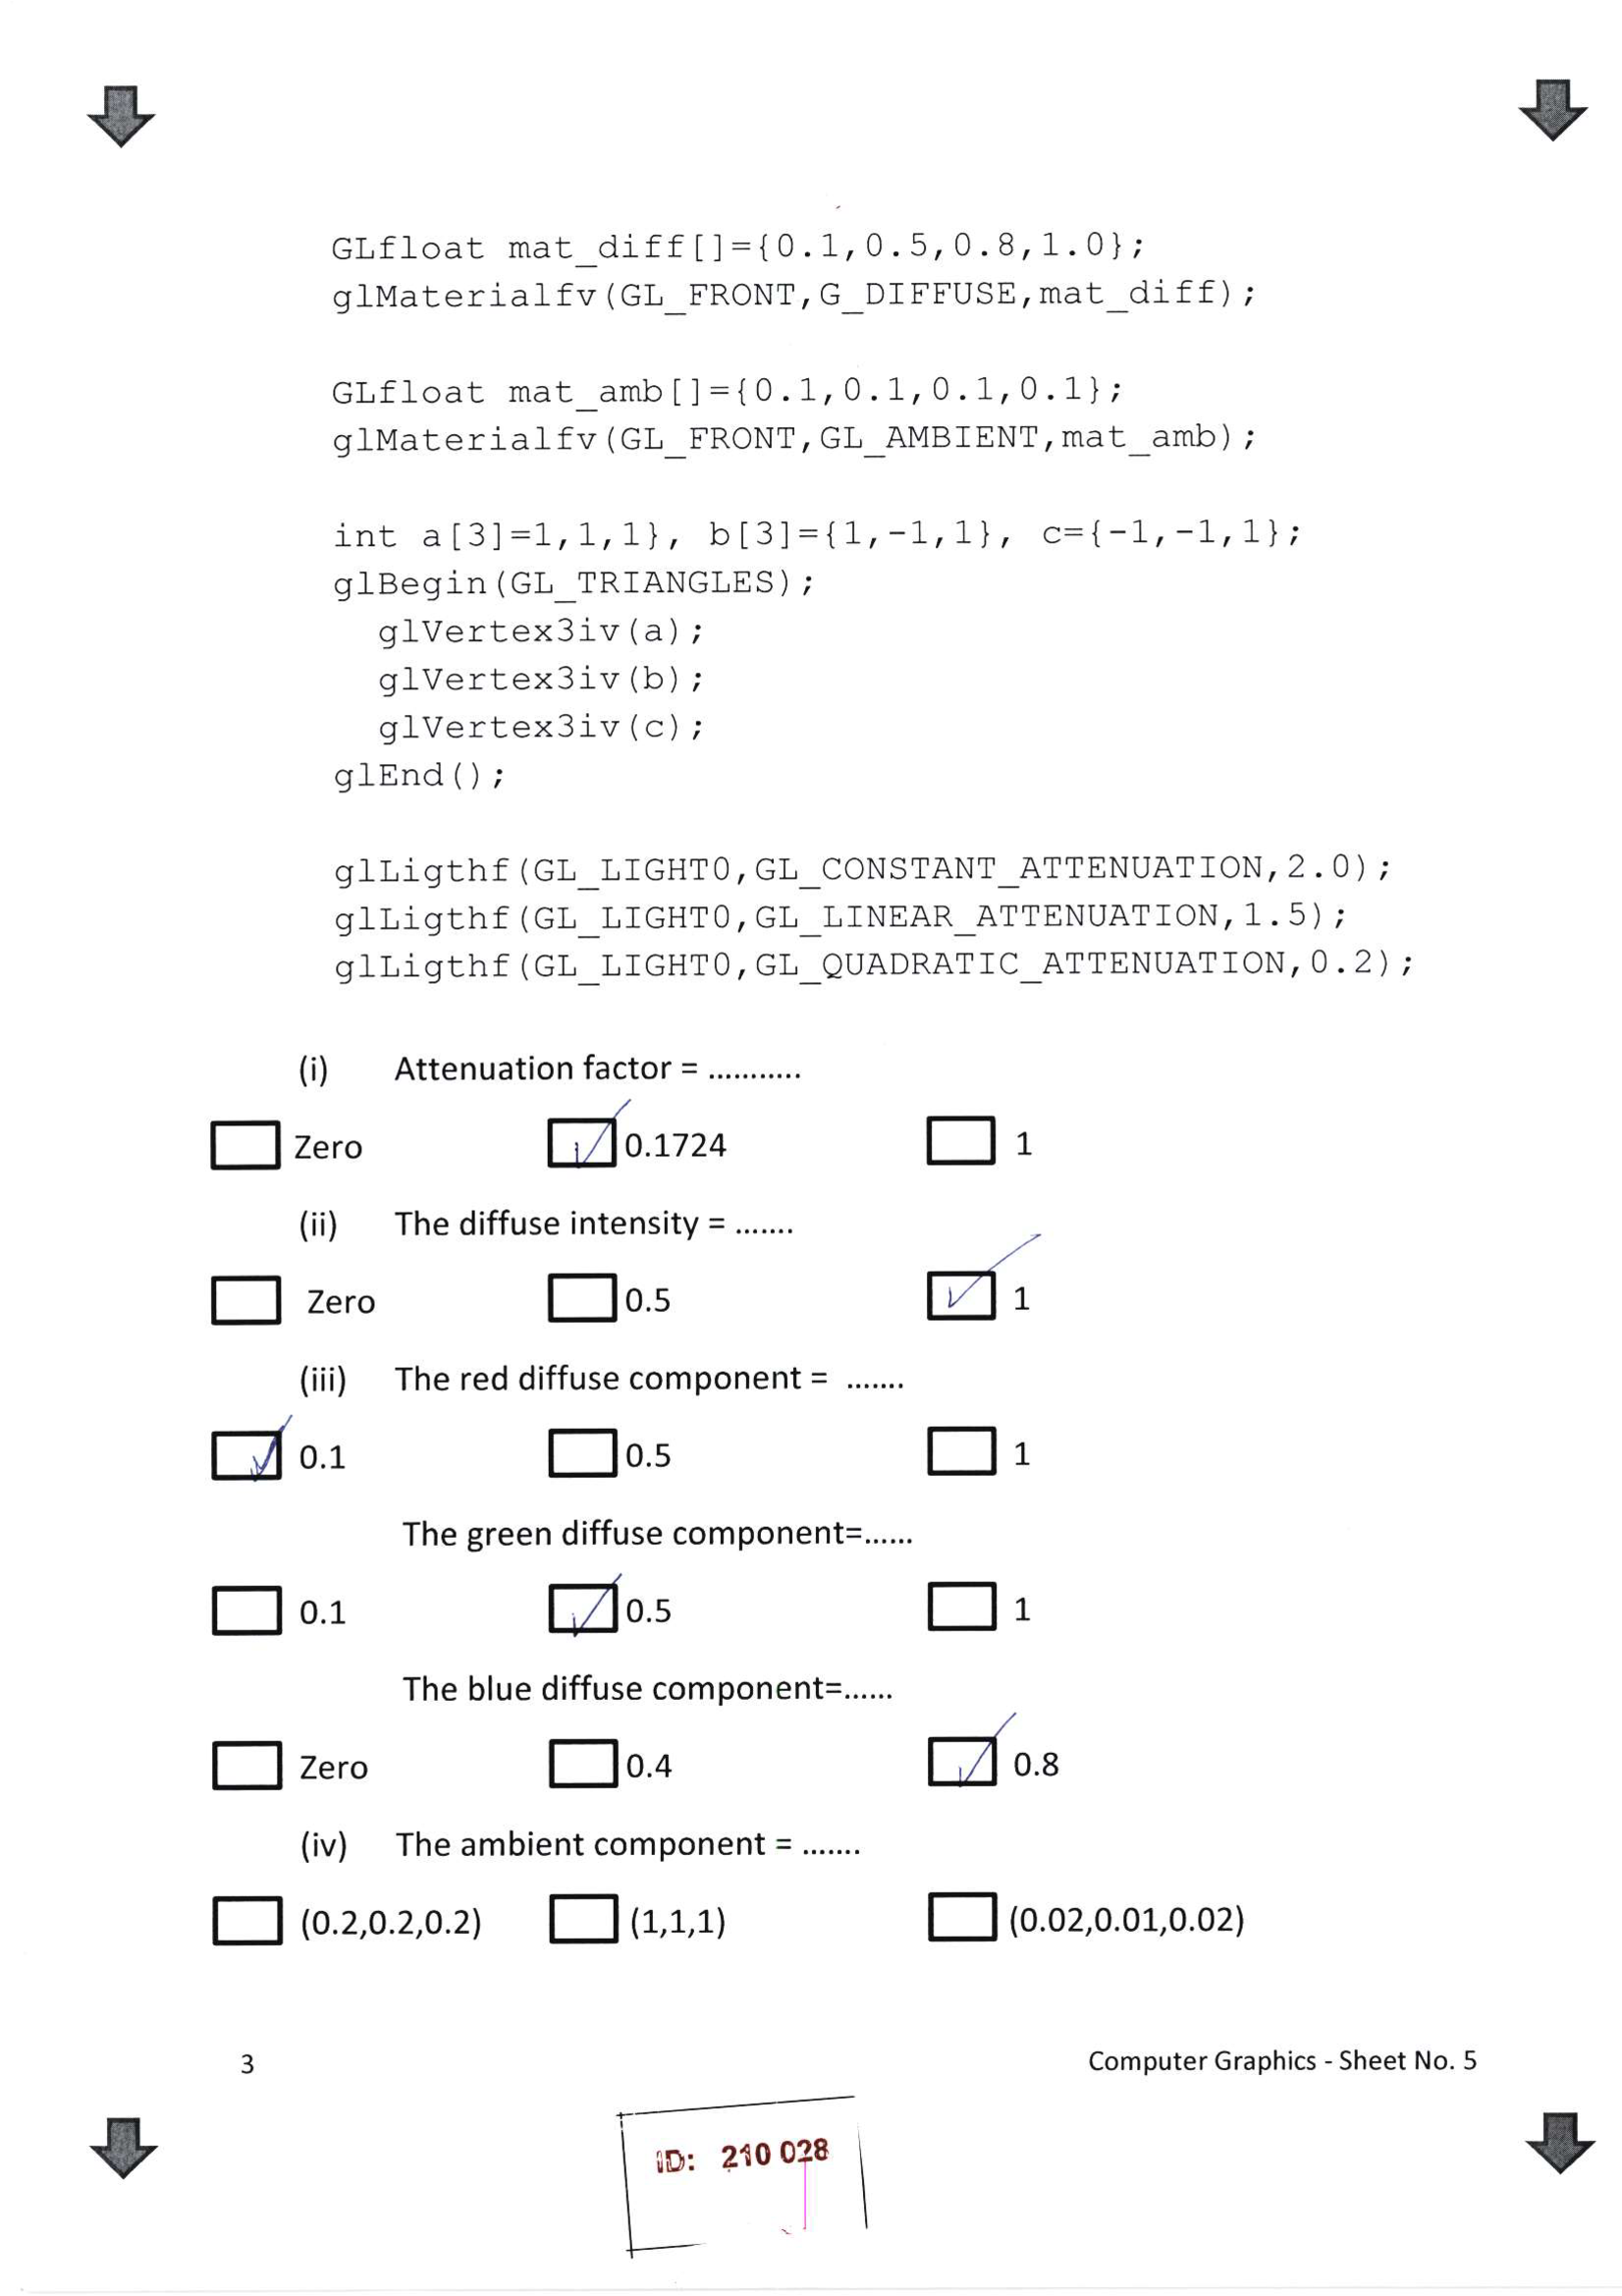 GLfloat mat_diff[]={0.1,0.5,0.8,1.0};
glMaterialfv(GL_FRONT,G_DIFFUSE,mat_diff);
GLfloat mat_amb[]={0.1,0.1,0.1,0.1};
glMaterialfv(GL_FRONT,GL_AMBIENT,mat_amb);
int a[3]=1,1,1}, b[3]={1,-1,1}, c={-1,-1,1};
glBegin(GL_TRIANGLES);
glVertex3iv(a);
glVertex3iv(b);
glVertex3iv(c);
glEnd();
glLigthf(GL_LIGHT0,GL_CONSTANT_ATTENUATION,2.0);
glLigthf(GL_LIGHT0,GL_LINEAR_ATTENUATION,1.5);
glLigthf(GL_LIGHT0,GL_QUADRATIC_ATTENUATION,0.2);
(i) Attenuation factor = ...........
Zero 0.1724 1
(ii) The diffuse intensity = .......
Zero 0.5 1
(iii) The red diffuse component = .......
0.1 0.5 1
The green diffuse component=......
0.1 0.5 1
The blue diffuse component=......
Zero 0.4 0.8
(iv) The ambient component = .......
(0.2,0.2,0.2) (1,1,1) (0.02,0.01,0.02)
3 Computer Graphics - Sheet No. 5
ID: 210 028